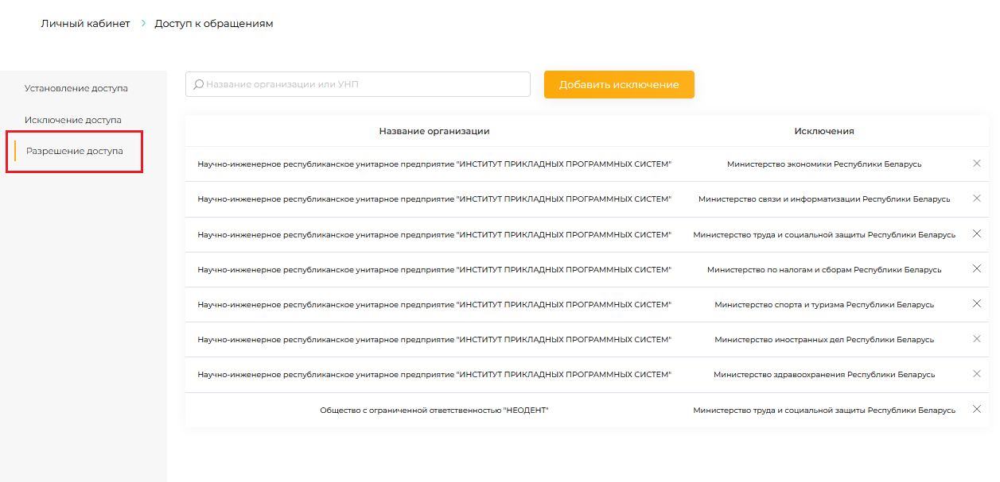 Личный кабинет > Доступ к обращениям
Установление доступа
Исключение доступа
Разрешение доступа
Название организации или УНП
Добавить исключение
Название организации Исключения
Научно-инженерное республиканское унитарное предприятие "ИНСТИТУТ ПРИКЛАДНЫХ ПРОГРАММНЫХ СИСТЕМ" Министерство экономики Республики Беларусь
Научно-инженерное республиканское унитарное предприятие "ИНСТИТУТ ПРИКЛАДНЫХ ПРОГРАММНЫХ СИСТЕМ" Министерство связи и информатизации Республики Беларусь
Научно-инженерное республиканское унитарное предприятие "ИНСТИТУТ ПРИКЛАДНЫХ ПРОГРАММНЫХ СИСТЕМ" Министерство труда и социальной защиты Республики Беларусь
Научно-инженерное республиканское унитарное предприятие "ИНСТИТУТ ПРИКЛАДНЫХ ПРОГРАММНЫХ СИСТЕМ" Министерство по налогам и сборам Республики Беларусь
Научно-инженерное республиканское унитарное предприятие "ИНСТИТУТ ПРИКЛАДНЫХ ПРОГРАММНЫХ СИСТЕМ" Министерство спорта и туризма Республики Беларусь
Научно-инженерное республиканское унитарное предприятие "ИНСТИТУТ ПРИКЛАДНЫХ ПРОГРАММНЫХ СИСТЕМ" Министерство иностранных дел Республики Беларусь
Научно-инженерное республиканское унитарное предприятие "ИНСТИТУТ ПРИКЛАДНЫХ ПРОГРАММНЫХ СИСТЕМ" Министерство здравоохранения Республики Беларусь
Общество с ограниченной ответственностью "НЕОДЕНТ" Министерство труда и социальной защиты Республики Беларусь